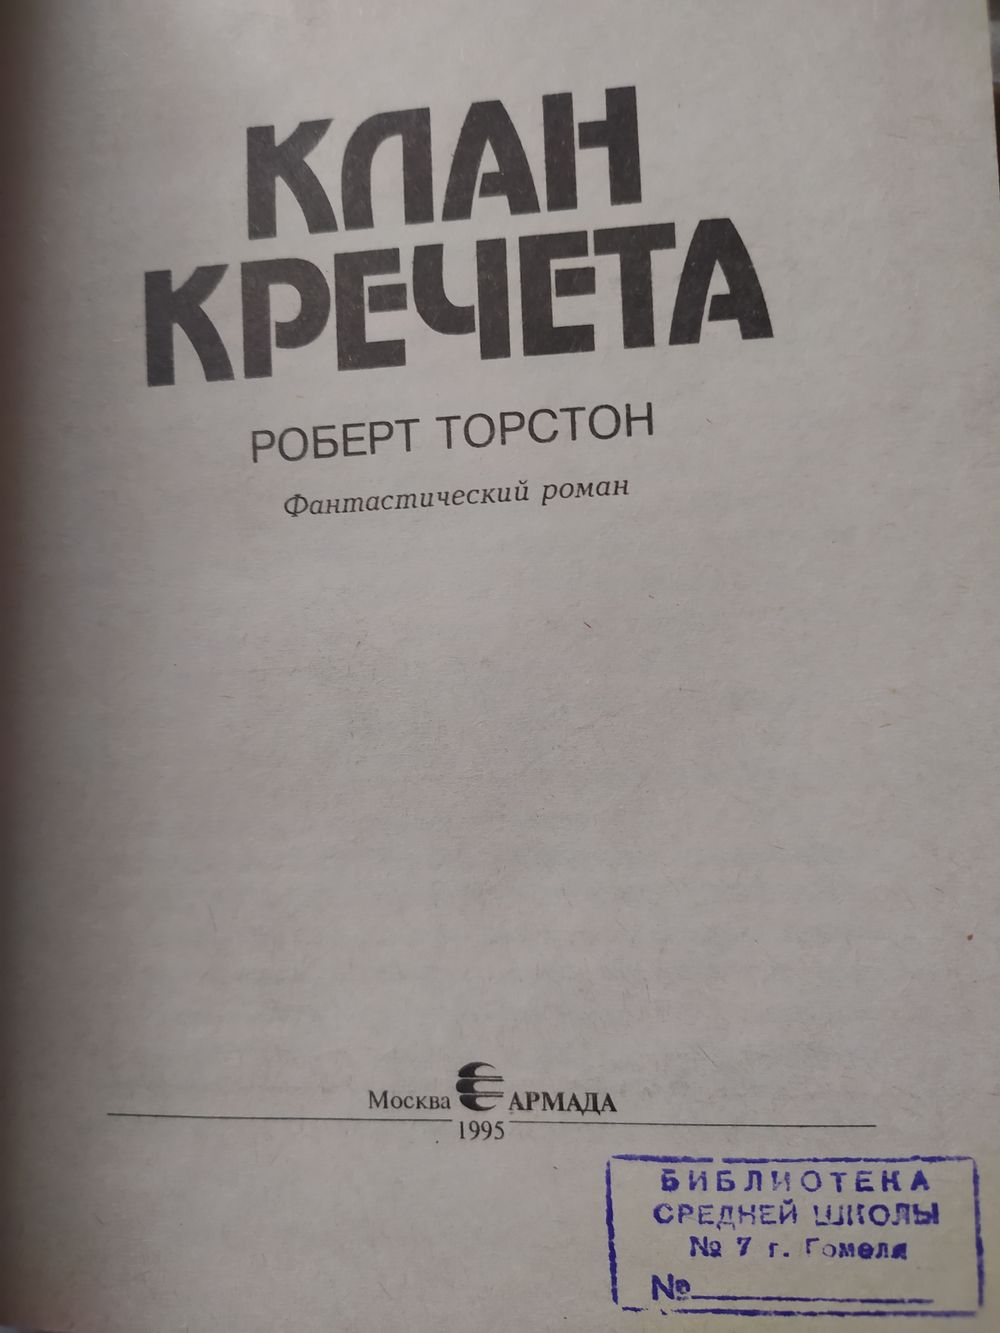 КЛАН
КРЕЧЕТА
РОБЕРТ ТОРСТОН
Фантастический роман
Москва АРМАДА
1995
БИБЛИОТЕКА
СРЕДНЕЙ ШКОЛЫ
№ 7 г. Гомеля
№